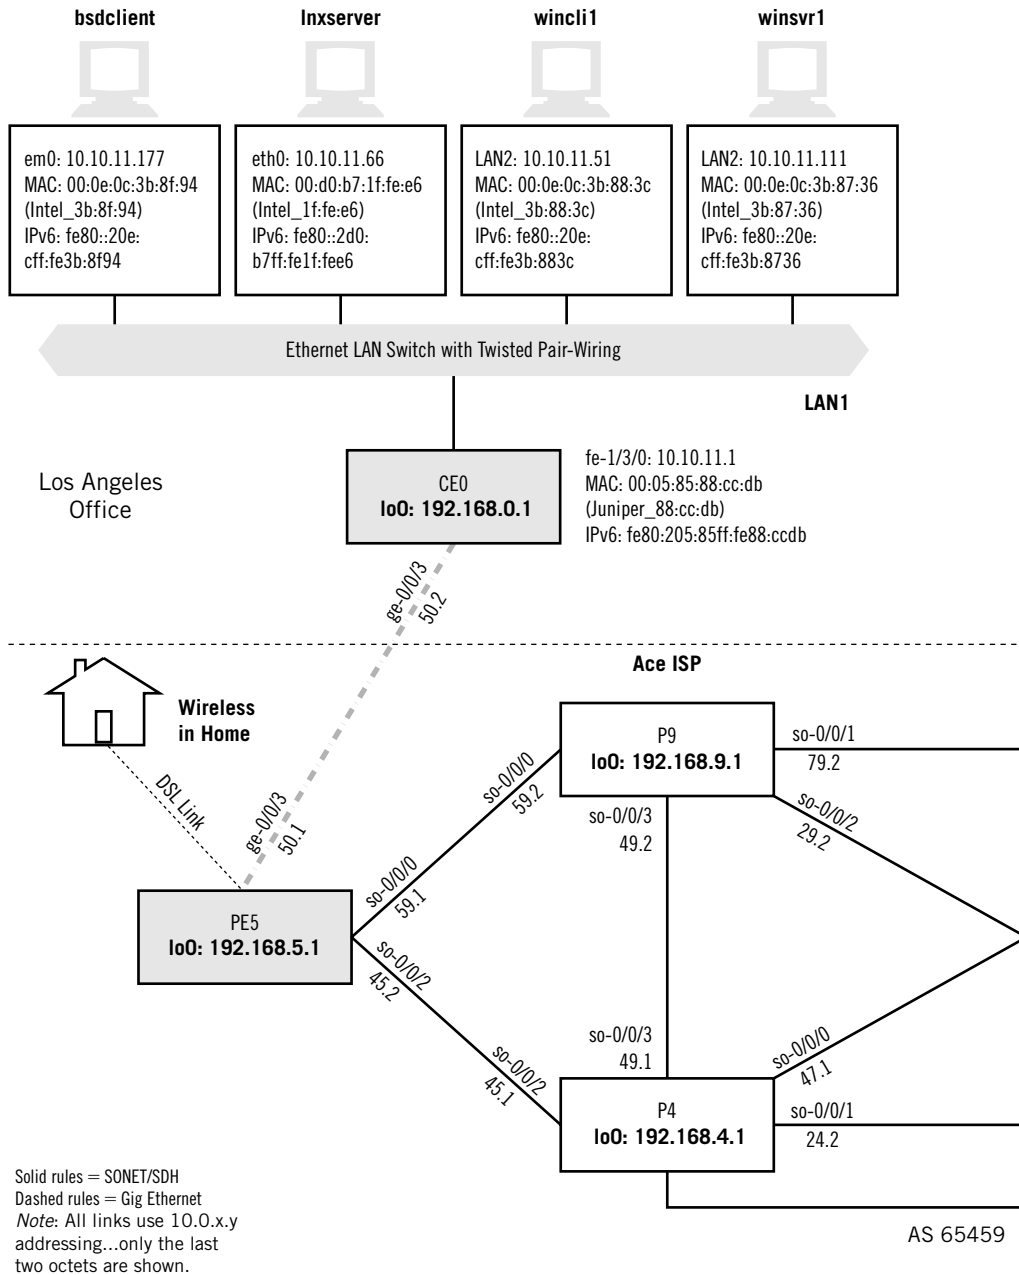 bsdclient
lnxserver
wincli1
winsvr1
em0: 10.10.11.177
MAC: 00:0e:0c:3b:8f:94
(Intel_3b:8f:94)
IPv6: fe80::20e:
cff:fe3b:8f94
eth0: 10.10.11.66
MAC: 00:d0:b7:1f:fe:e6
(Intel_1f:fe:e6)
IPv6: fe80::2d0:
b7ff:fe1f:fee6
LAN2: 10.10.11.51
MAC: 00:0e:0c:3b:88:3c
(Intel_3b:88:3c)
IPv6: fe80::20e:
cff:fe3b:883c
LAN2: 10.10.11.111
MAC: 00:0e:0c:3b:87:36
(Intel_3b:87:36)
IPv6: fe80::20e:
cff:fe3b:8736
Ethernet LAN Switch with Twisted Pair-Wiring
LAN1
Los Angeles
Office
CE0
lo0: 192.168.0.1
fe-1/3/0: 10.10.11.1
MAC: 00:05:85:88:cc:db
(Juniper_88:cc:db)
IPv6: fe80:205:85ff:fe88:ccdb
ge-0/0/3
50.2
Ace ISP
Wireless
in Home
DSL Link
ge-0/0/3
50.1
P9
lo0: 192.168.9.1
so-0/0/0
59.2
so-0/0/1
79.2
so-0/0/2
29.2
so-0/0/3
49.2
PE5
lo0: 192.168.5.1
so-0/0/0
59.1
so-0/0/2
45.2
so-0/0/2
45.1
so-0/0/3
49.1
so-0/0/0
47.1
P4
lo0: 192.168.4.1
so-0/0/1
24.2
Solid rules = SONET/SDH
Dashed rules = Gig Ethernet
Note: All links use 10.0.x.y
addressing...only the last
two octets are shown.
AS 65459